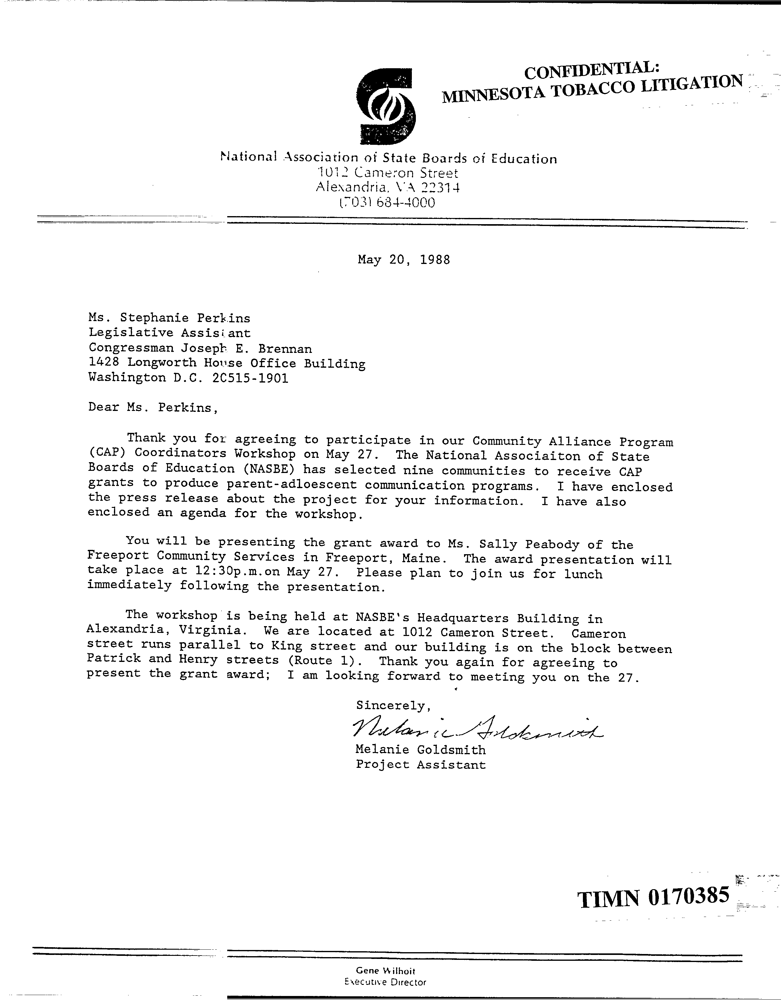 CONFIDENTIAL:
MINNESOTA TOBACCO LITIGATION
National Association of State Boards of Education
1012 Cameron Street
Alexandria, VA 22314
(703) 684-4000
May 20, 1988
Ms. Stephanie Perkins
Legislative Assistant
Congressman Joseph E. Brennan
1428 Longworth House Office Building
Washington D.C. 20515-1901
Dear Ms. Perkins,
Thank you for agreeing to participate in our Community Alliance Program
(CAP) Coordinators Workshop on May 27. The National Associaiton of State
Boards of Education (NASBE) has selected nine communities to receive CAP
grants to produce parent-adloescent communication programs. I have enclosed
the press release about the project for your information. I have also
enclosed an agenda for the workshop.
You will be presenting the grant award to Ms. Sally Peabody of the
Freeport Community Services in Freeport, Maine. The award presentation will
take place at 12:30p.m.on May 27. Please plan to join us for lunch
immediately following the presentation.
The workshop is being held at NASBE's Headquarters Building in
Alexandria, Virginia. We are located at 1012 Cameron Street. Cameron
street runs parallel to King street and our building is on the block between
Patrick and Henry streets (Route 1). Thank you again for agreeing to
present the grant award; I am looking forward to meeting you on the 27.
Sincerely,
Melanie Goldsmith
Melanie Goldsmith
Project Assistant
TIMN 0170385
Gene Wilhoit
Executive Director